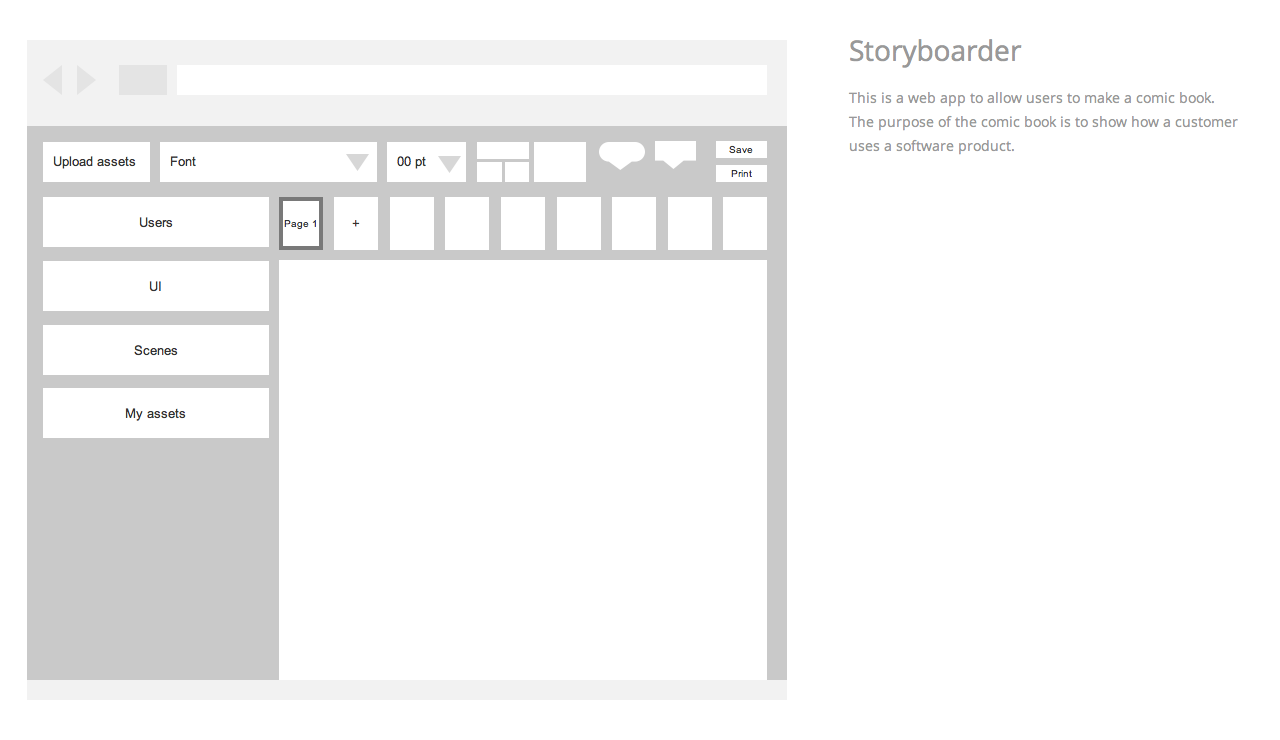 Storyboarder
This is a web app to allow users to make a comic book.
The purpose of the comic book is to show how a customer
uses a software product.
Upload assets
Font
00 pt
Save
Print
Users
Page 1
+
UI
Scenes
My assets